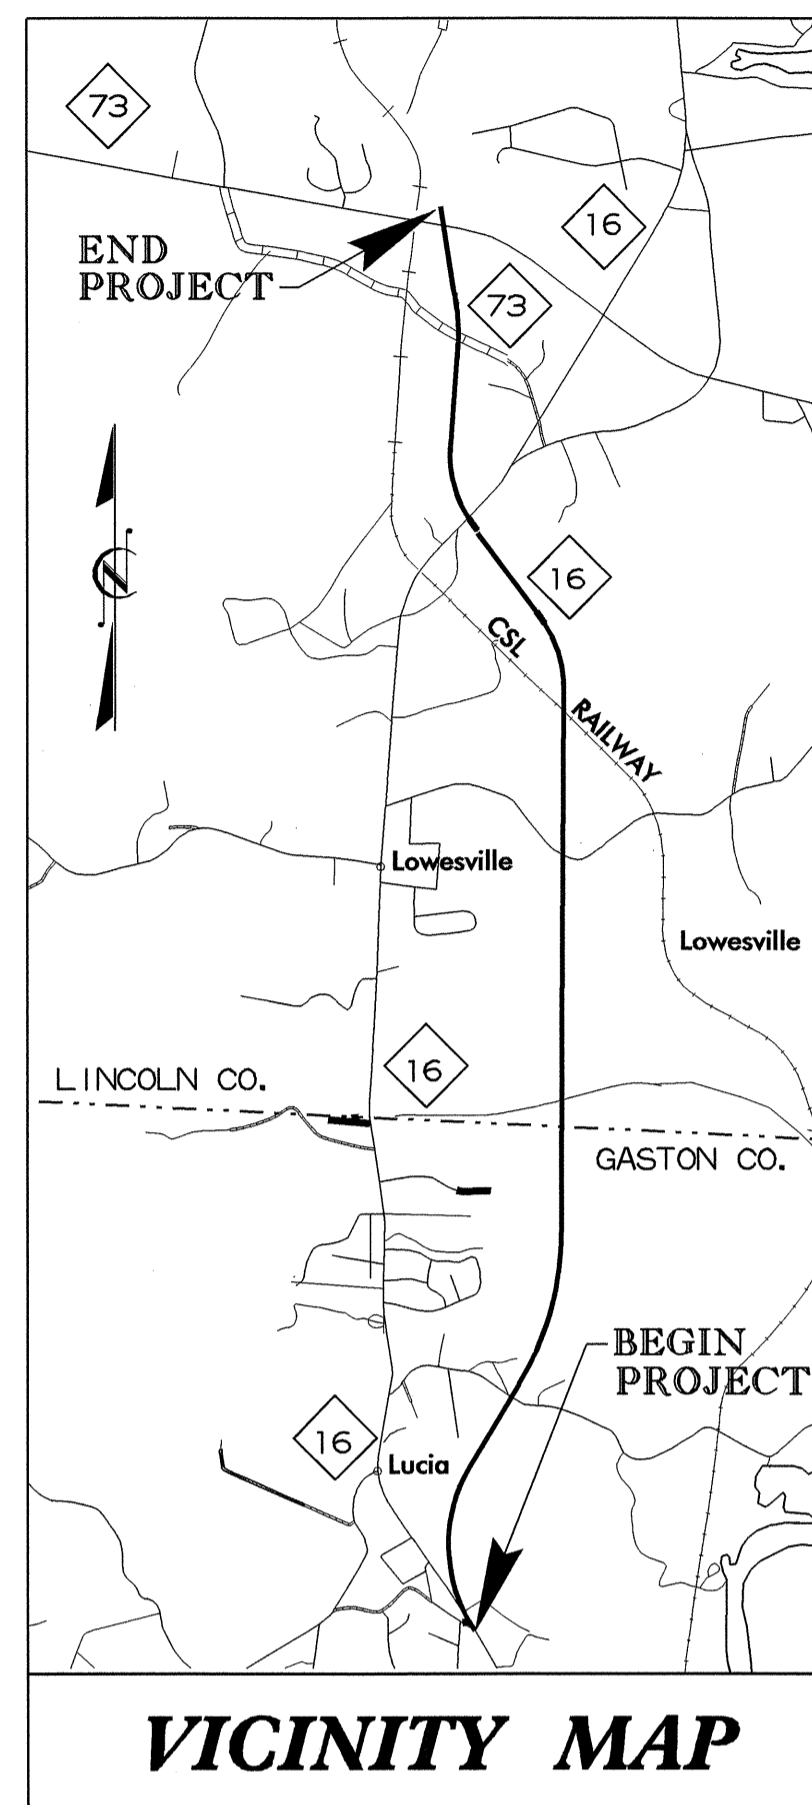 73
16
END
PROJECT
73
16
CSL
RAILWAY
Lowesville
Lowesville
16
LINCOLN CO.
GASTON CO.
BEGIN
PROJECT
16
Lucia
VICINITY MAP